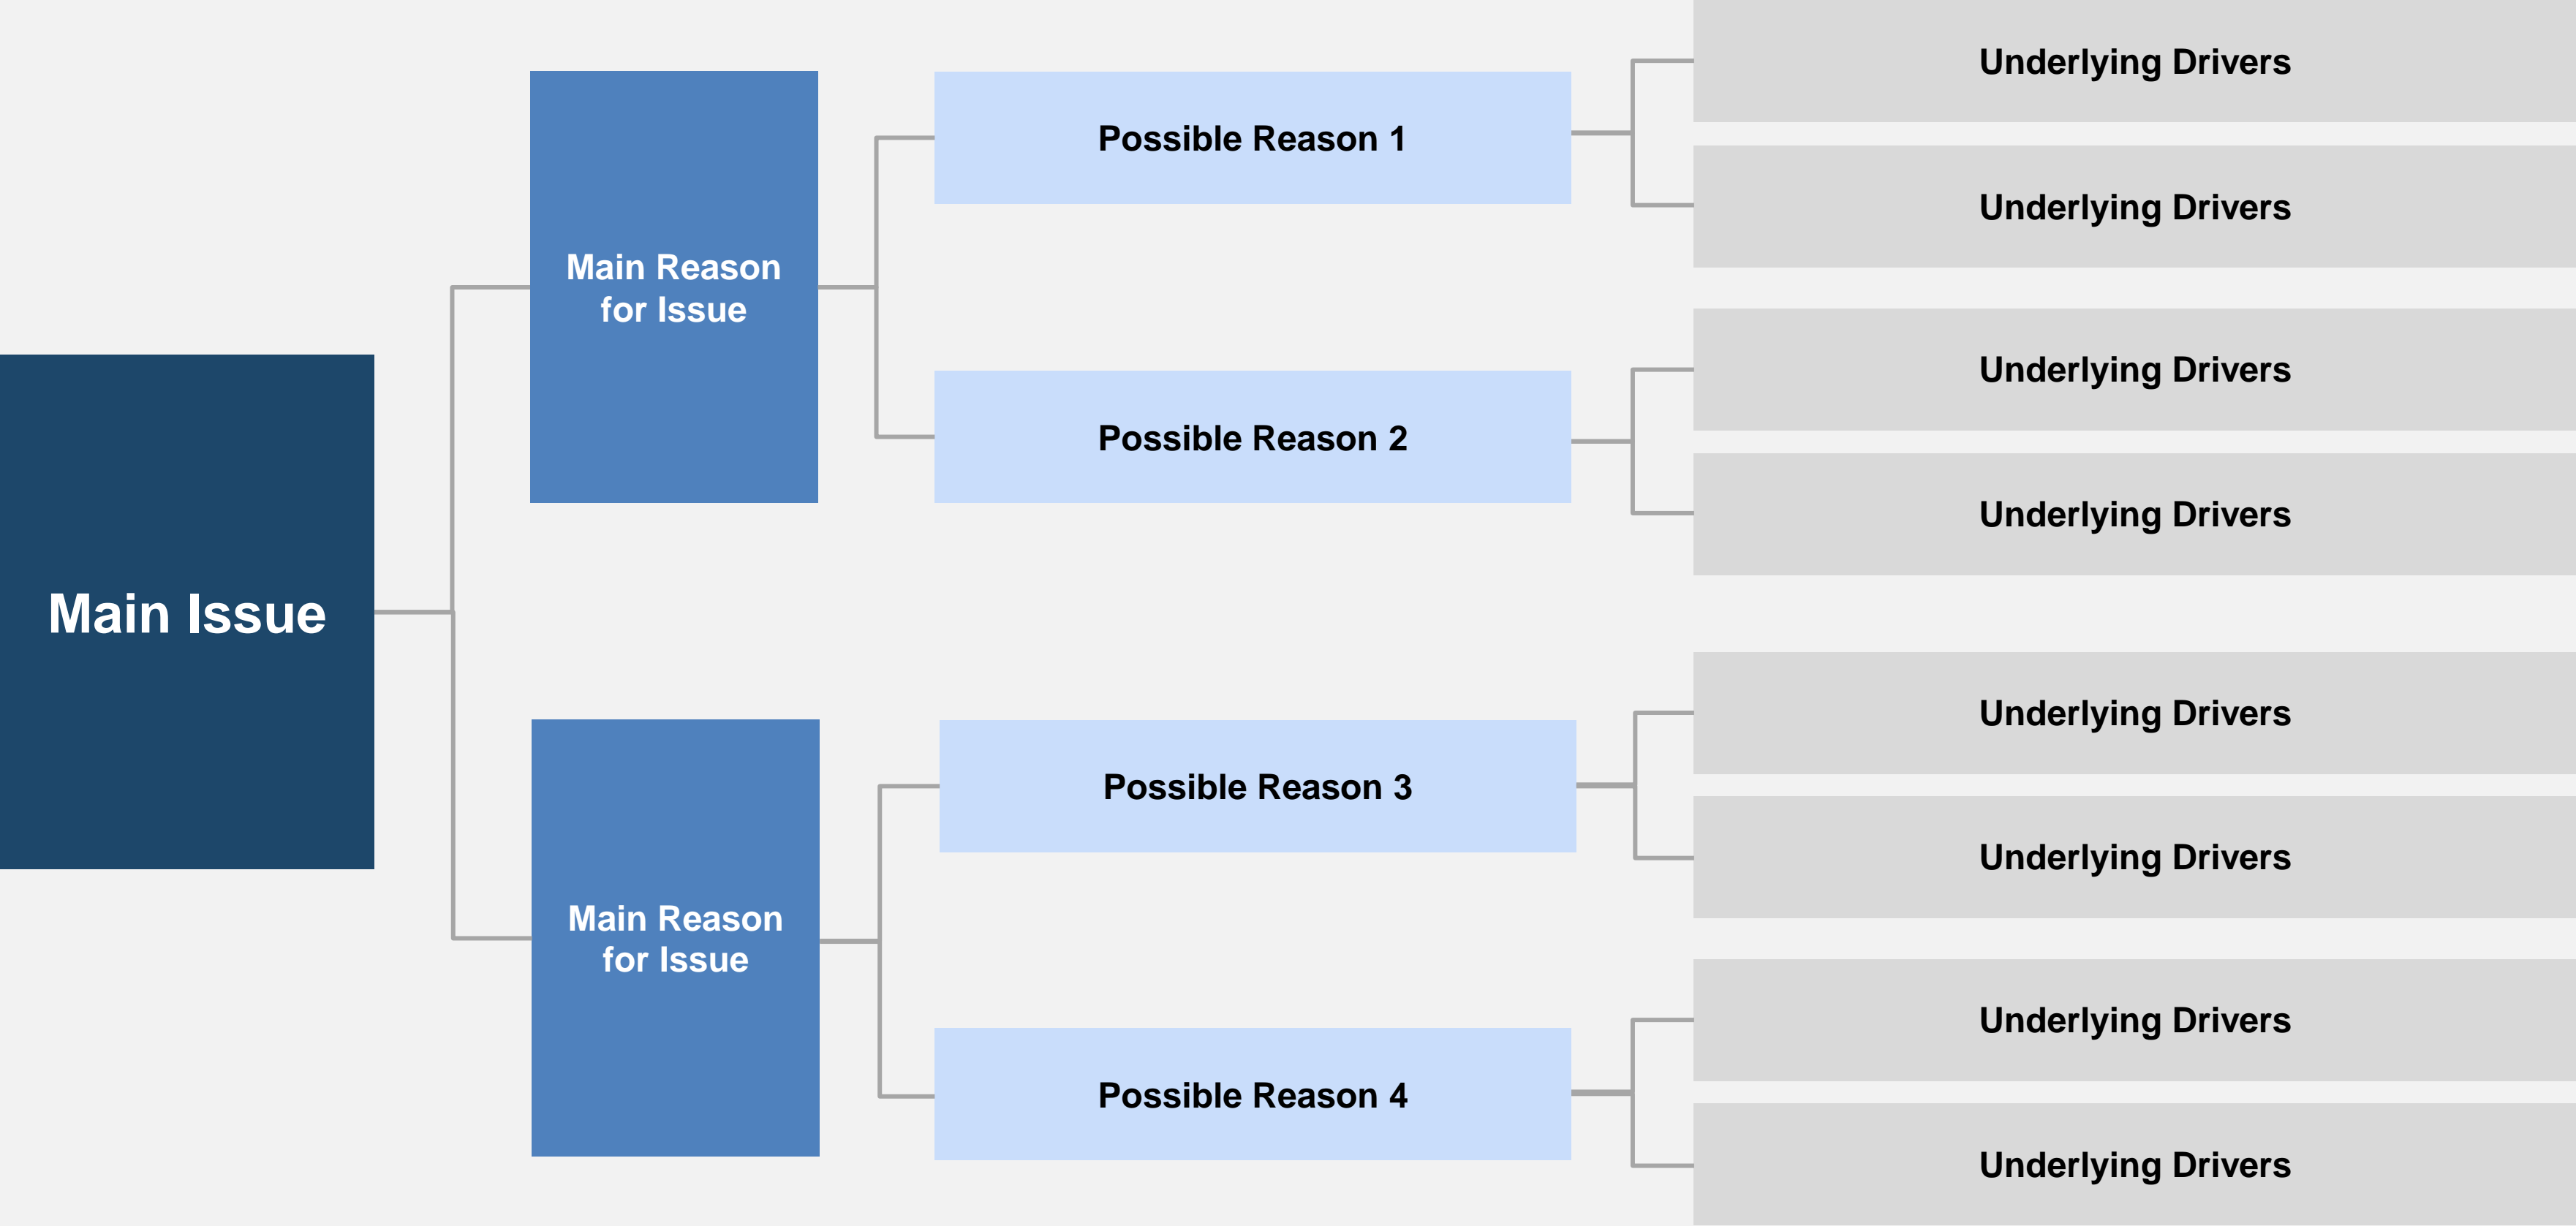 Main Issue
Main Reason
for Issue
Possible Reason 1
Underlying Drivers
Underlying Drivers
Possible Reason 2
Underlying Drivers
Underlying Drivers
Main Reason
for Issue
Possible Reason 3
Underlying Drivers
Underlying Drivers
Possible Reason 4
Underlying Drivers
Underlying Drivers